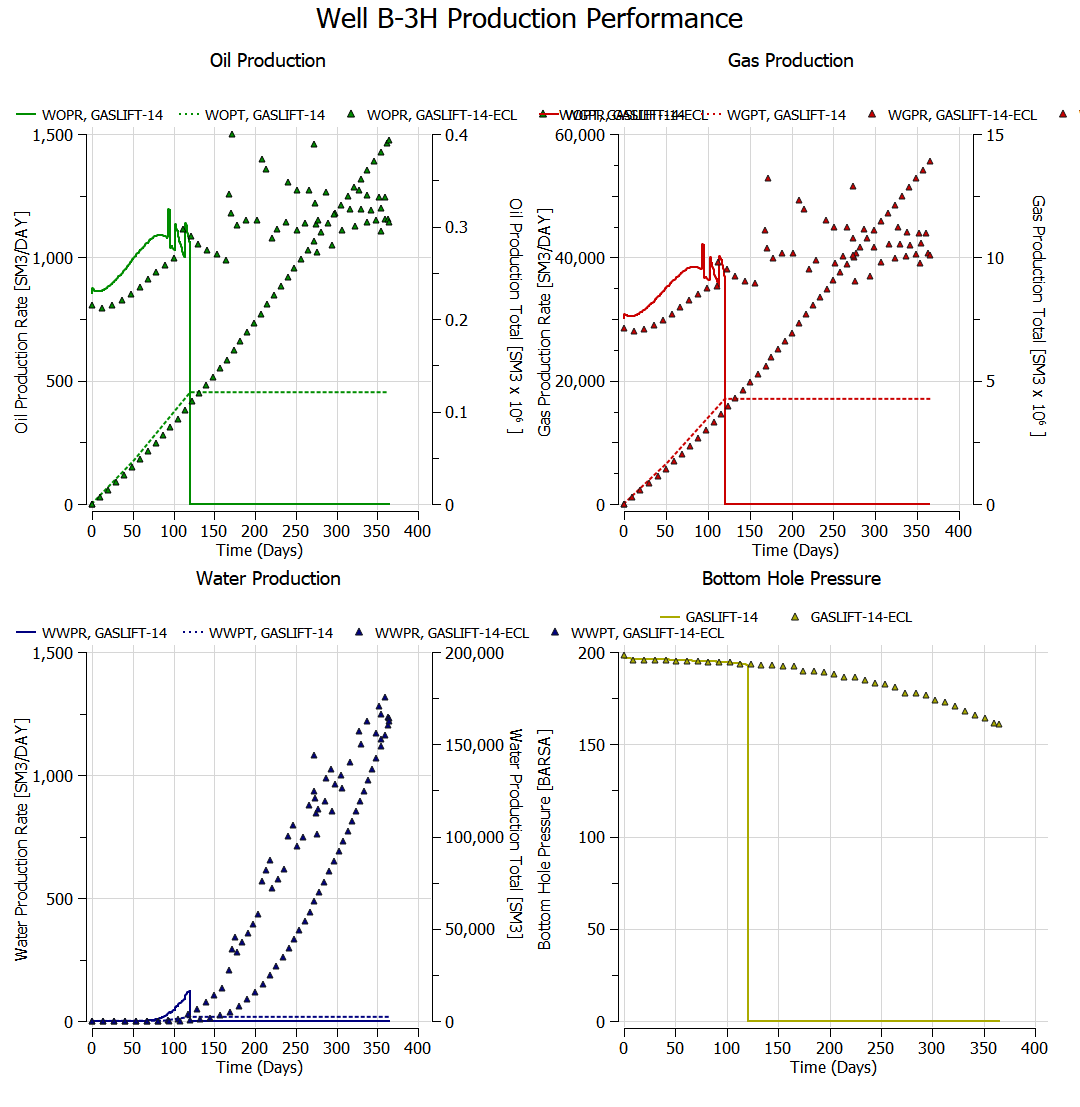 Well B-3H Production Performance
Oil Production
WOPR, GASLIFT-14 WOPT, GASLIFT-14 WOPR, GASLIFT-14-ECL WOPT, GASLIFT-14-ECL
1,500
1,000
500
0
Oil Production Rate [SM3/DAY]
0.4
0.3
0.2
0.1
0
Oil Production Total [SM3 x 10⁶ ]
0 50 100 150 200 250 300 350 400
Time (Days)
Gas Production
WGPR, GASLIFT-14 WGPT, GASLIFT-14 WGPR, GASLIFT-14-ECL
60,000
40,000
20,000
0
Gas Production Rate [SM3/DAY]
15
10
5
0
Gas Production Total [SM3 x 10⁶ ]
0 50 100 150 200 250 300 350 400
Time (Days)
Water Production
WWPR, GASLIFT-14 WWPT, GASLIFT-14 WWPR, GASLIFT-14-ECL WWPT, GASLIFT-14-ECL
1,500
1,000
500
0
Water Production Rate [SM3/DAY]
200,000
150,000
100,000
50,000
0
Water Production Total [SM3]
0 50 100 150 200 250 300 350 400
Time (Days)
Bottom Hole Pressure
GASLIFT-14 GASLIFT-14-ECL
200
150
100
50
0
Bottom Hole Pressure [BARSA]
0 50 100 150 200 250 300 350 400
Time (Days)